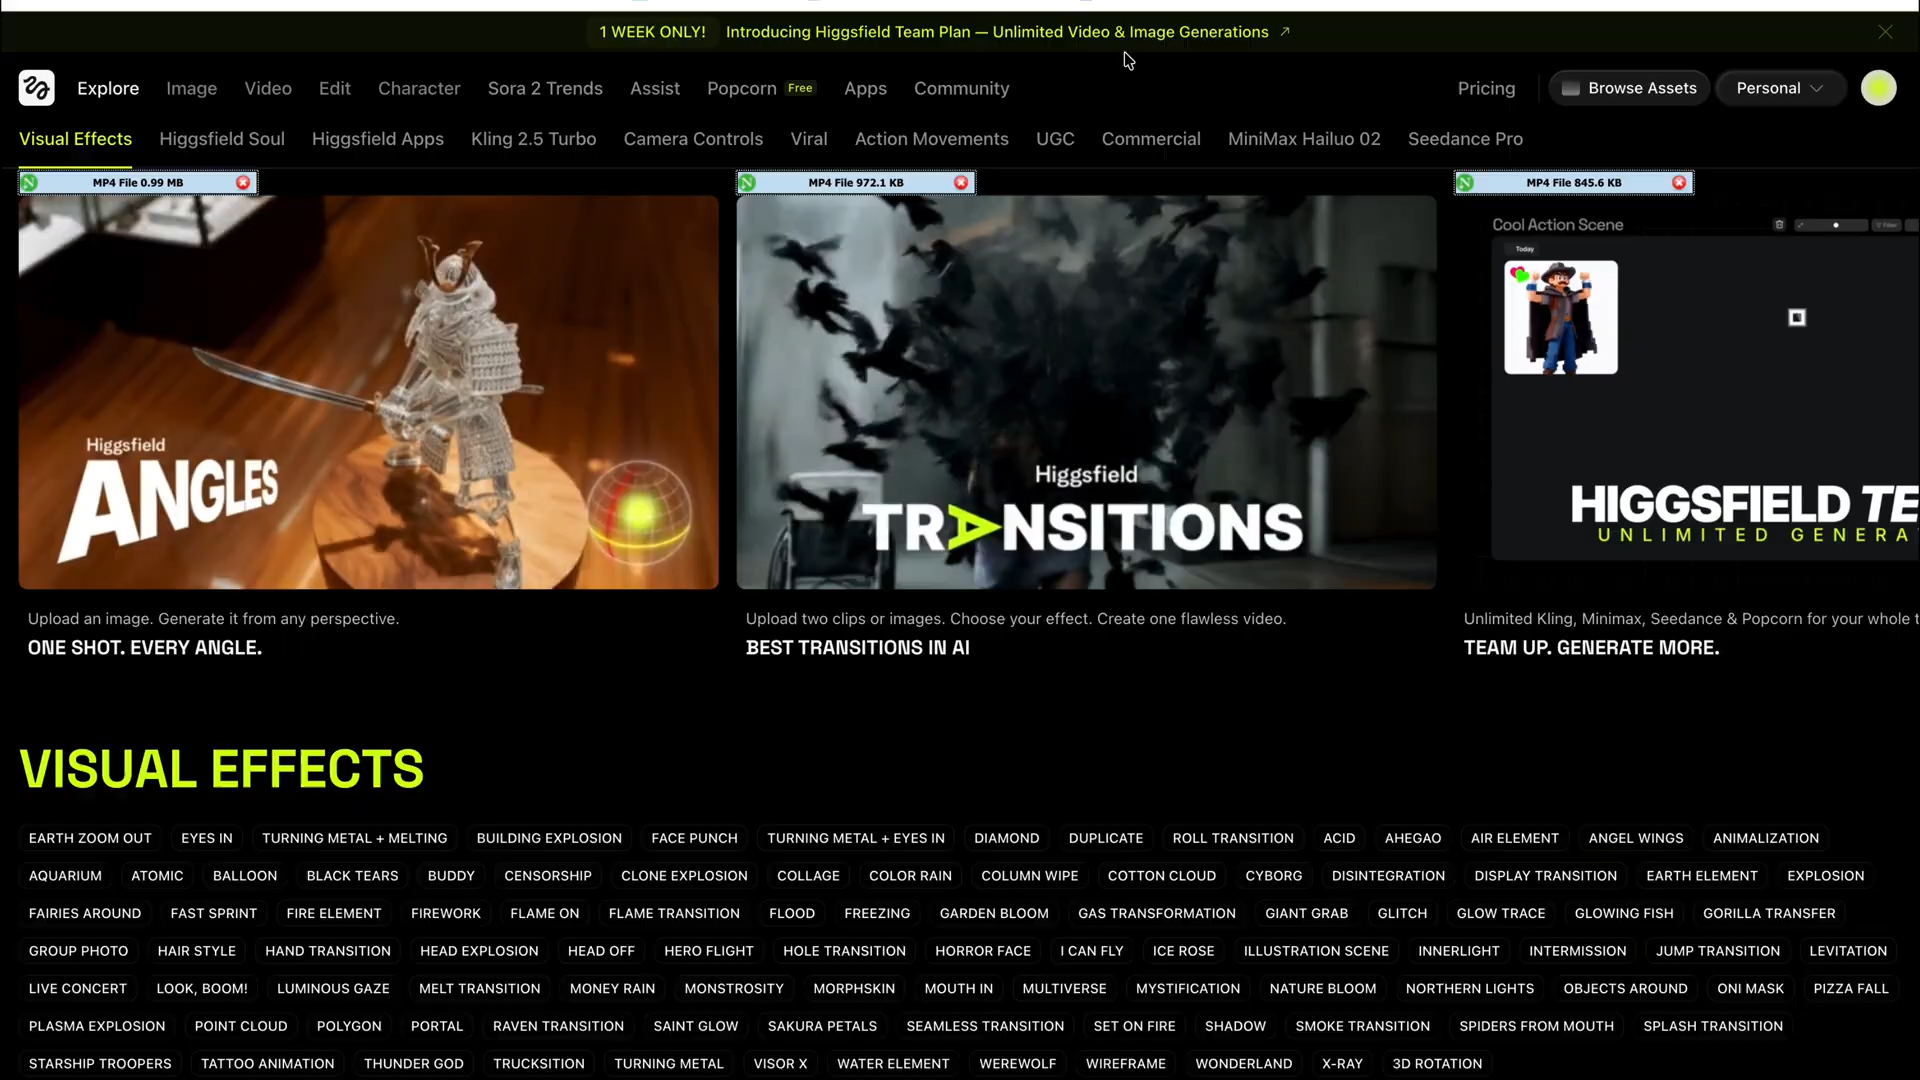 1 WEEK ONLY! Introducing Higgsfield Team Plan — Unlimited Video & Image Generations
Explore Image Video Edit Character Sora 2 Trends Assist Popcorn Free Apps Community Pricing Browse Assets Personal
Visual Effects Higgsfield Soul Higgsfield Apps Kling 2.5 Turbo Camera Controls Viral Action Movements UGC Commercial MiniMax Hailuo 02 Seedance Pro
MP4 File 0.99 MB MP4 File 972.1 KB MP4 File 845.6 KB
Cool Action Scene
Filter
Today
Higgsfield
ANGLES
Higgsfield
TRANSITIONS
HIGGSFIELD TE
UNLIMITED GENERA
Upload an image. Generate it from any perspective.
ONE SHOT. EVERY ANGLE.
Upload two clips or images. Choose your effect. Create one flawless video.
BEST TRANSITIONS IN AI
Unlimited Kling, Minimax, Seedance & Popcorn for your whole t
TEAM UP. GENERATE MORE.
VISUAL EFFECTS
EARTH ZOOM OUT EYES IN TURNING METAL + MELTING BUILDING EXPLOSION FACE PUNCH TURNING METAL + EYES IN DIAMOND DUPLICATE ROLL TRANSITION ACID AHEGAO AIR ELEMENT ANGEL WINGS ANIMALIZATION
AQUARIUM ATOMIC BALLOON BLACK TEARS BUDDY CENSORSHIP CLONE EXPLOSION COLLAGE COLOR RAIN COLUMN WIPE COTTON CLOUD CYBORG DISINTEGRATION DISPLAY TRANSITION EARTH ELEMENT EXPLOSION
FAIRIES AROUND FAST SPRINT FIRE ELEMENT FIREWORK FLAME ON FLAME TRANSITION FLOOD FREEZING GARDEN BLOOM GAS TRANSFORMATION GIANT GRAB GLITCH GLOW TRACE GLOWING FISH GORILLA TRANSFER
GROUP PHOTO HAIR STYLE HAND TRANSITION HEAD EXPLOSION HEAD OFF HERO FLIGHT HOLE TRANSITION HORROR FACE I CAN FLY ICE ROSE ILLUSTRATION SCENE INNERLIGHT INTERMISSION JUMP TRANSITION LEVITATION
LIVE CONCERT LOOK, BOOM! LUMINOUS GAZE MELT TRANSITION MONEY RAIN MONSTROSITY MORPHSKIN MOUTH IN MULTIVERSE MYSTIFICATION NATURE BLOOM NORTHERN LIGHTS OBJECTS AROUND ONI MASK PIZZA FALL
PLASMA EXPLOSION POINT CLOUD POLYGON PORTAL RAVEN TRANSITION SAINT GLOW SAKURA PETALS SEAMLESS TRANSITION SET ON FIRE SHADOW SMOKE TRANSITION SPIDERS FROM MOUTH SPLASH TRANSITION
STARSHIP TROOPERS TATTOO ANIMATION THUNDER GOD TRUCKSITION TURNING METAL VISOR X WATER ELEMENT WEREWOLF WIREFRAME WONDERLAND X-RAY 3D ROTATION